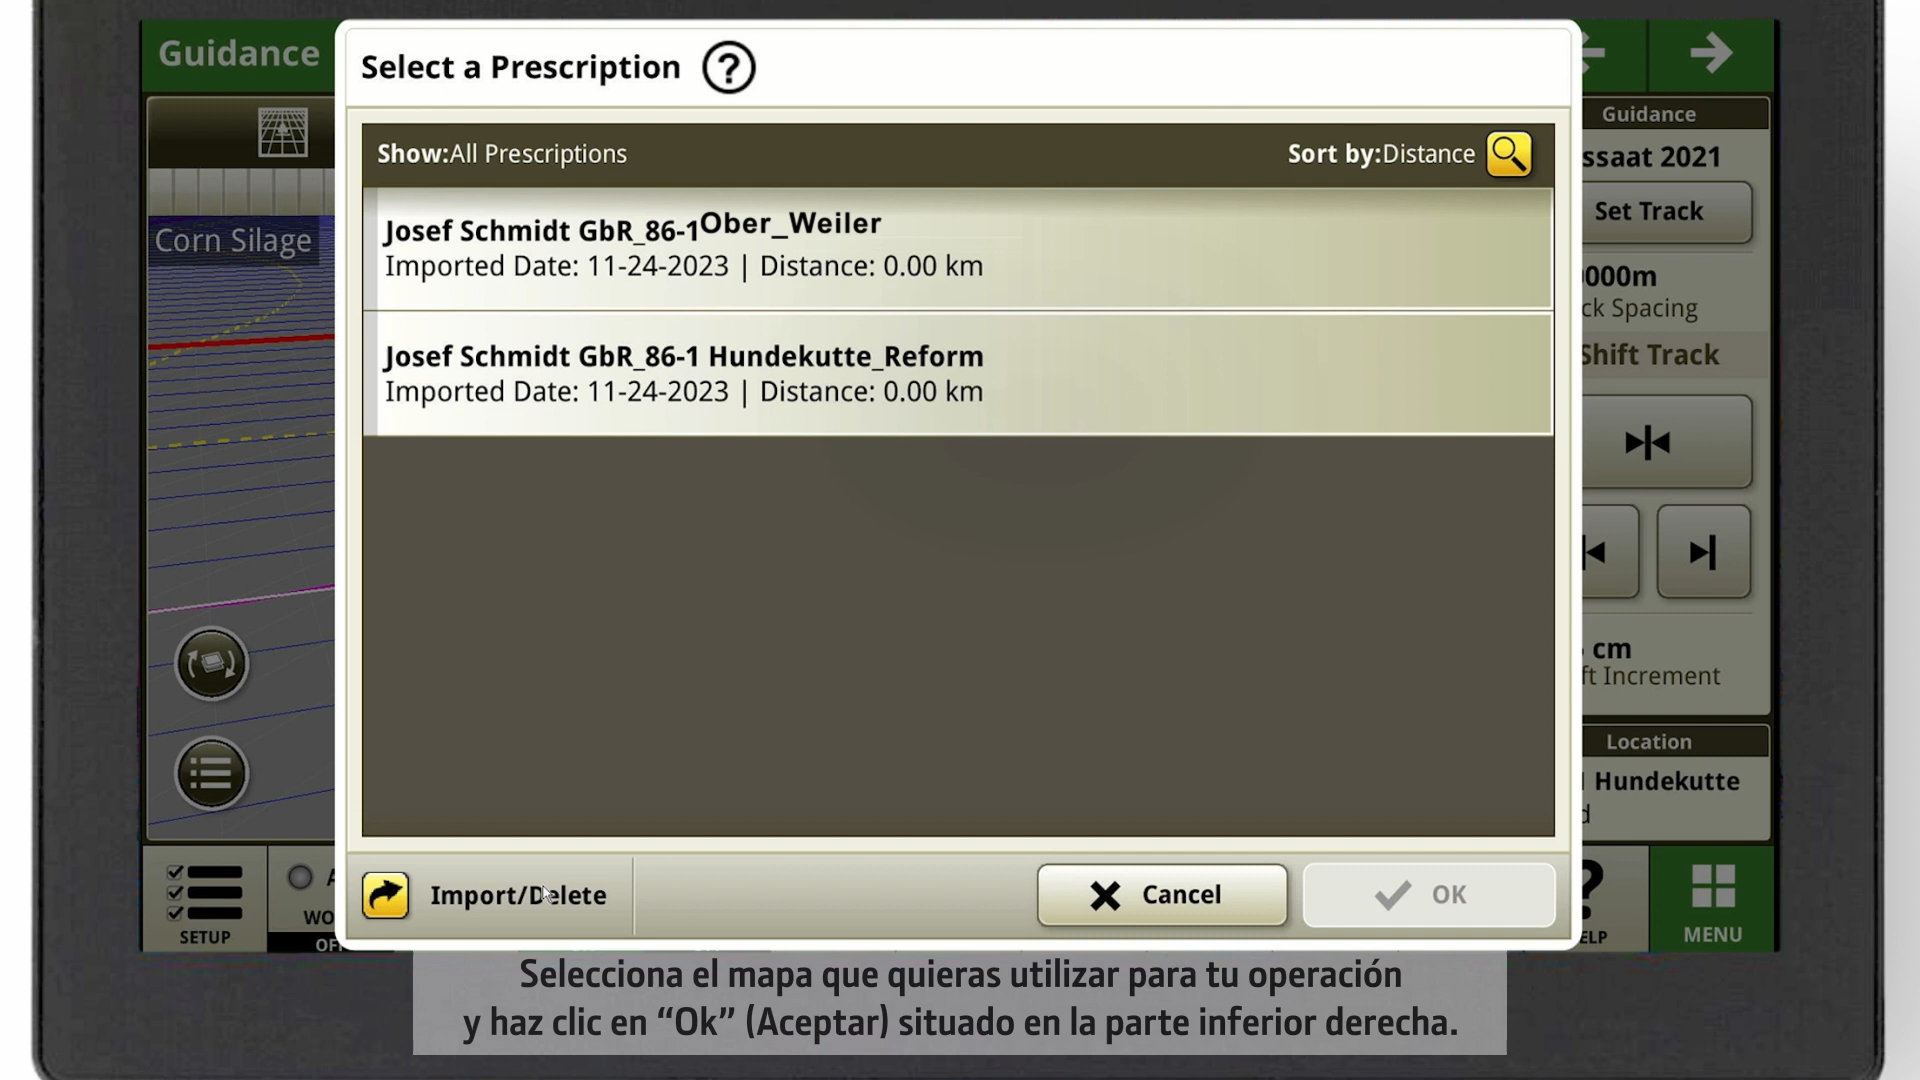 Guidance
Select a Prescription ?
Show:All Prescriptions
Sort by:Distance
Josef Schmidt GbR_86-1Ober_Weiler
Imported Date: 11-24-2023 | Distance: 0.00 km
Josef Schmidt GbR_86-1 Hundekutte_Reform
Imported Date: 11-24-2023 | Distance: 0.00 km
Corn Silage
Guidance
ssaat 2021
Set Track
000m
ck Spacing
Shift Track
cm
ft Increment
Location
Hundekutte
d
Import/Delete
Cancel
OK
SETUP
WO
OF
?
ELP
MENU
Selecciona el mapa que quieras utilizar para tu operación
y haz clic en “Ok” (Aceptar) situado en la parte inferior derecha.